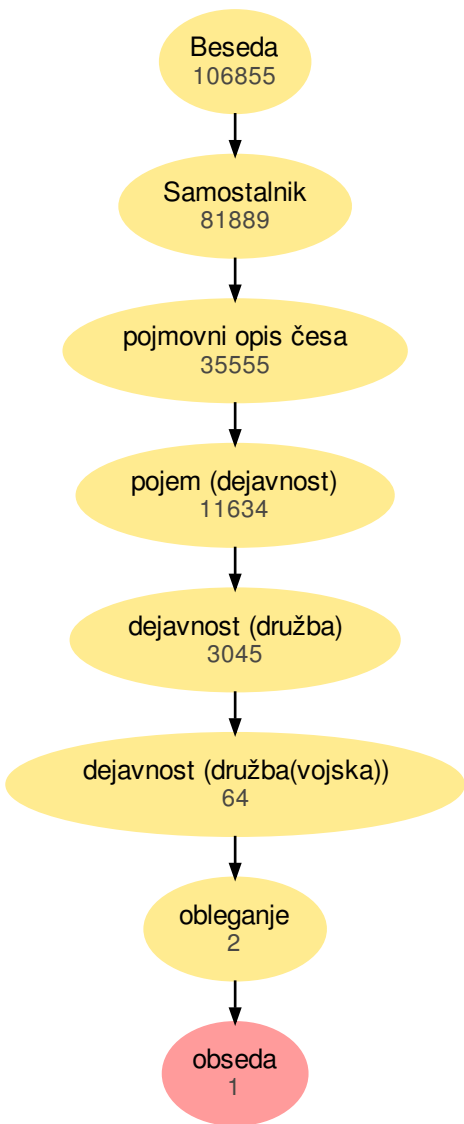 Beseda
106855
Samostalnik
81889
pojmovni opis česa
35555
pojem (dejavnost)
11634
dejavnost (družba)
3045
dejavnost (družba(vojska))
64
obleganje
2
obseda
1